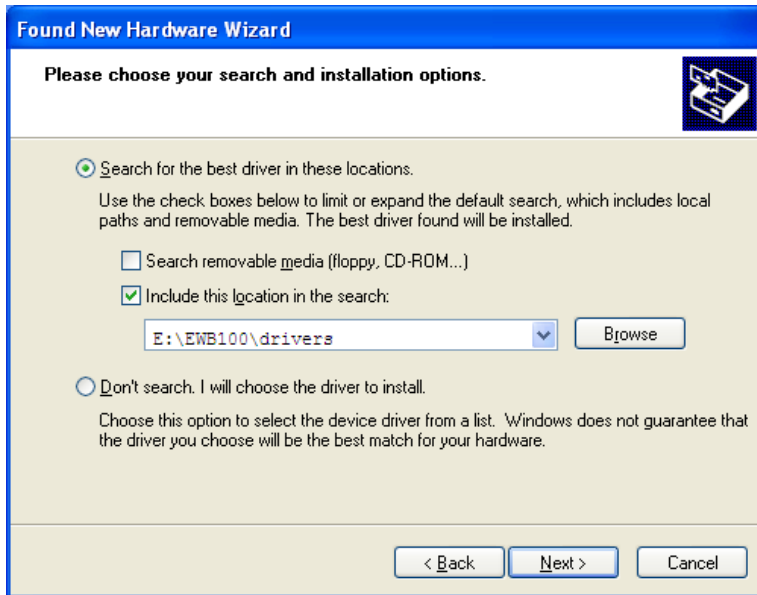 Found New Hardware Wizard
Please choose your search and installation options.
Search for the best driver in these locations.
Use the check boxes below to limit or expand the default search, which includes local
paths and removable media. The best driver found will be installed.
Search removable media (floppy, CD-ROM...)
Include this location in the search:
E:\EWB100\drivers
Browse
Don't search. I will choose the driver to install.
Choose this option to select the device driver from a list. Windows does not guarantee that
the driver you choose will be the best match for your hardware.
< Back
Next >
Cancel